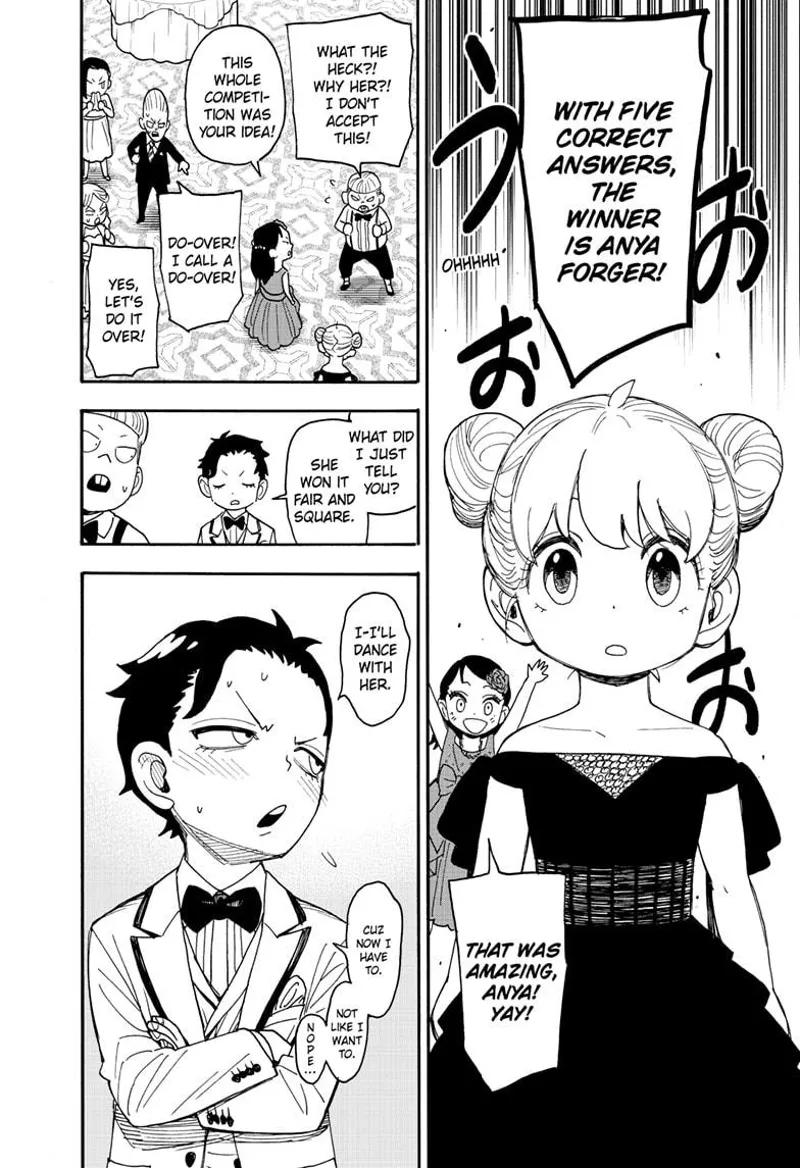 WITH FIVE
CORRECT
ANSWERS,
THE
WINNER
IS ANYA
FORGER!
おお
う
OHHHHH
お
お
THAT WAS
AMAZING,
ANYA!
YAY!
WHAT THE
HECK?!
WHY HER?!
I DON'T
ACCEPT
THIS!
THIS
WHOLE
COMPETI-
TION WAS
YOUR IDEA!
DO-OVER!
I CALL A
DO-OVER!
YES,
LET'S
DO IT
OVER!
WHAT DID
I JUST
TELL
YOU?
SHE
WON IT
FAIR AND
SQUARE.
I-I'LL
DANCE
WITH
HER.
CUZ
NOW I
HAVE
TO.
NOT
LIKE I
WANT
TO.
NOPE...